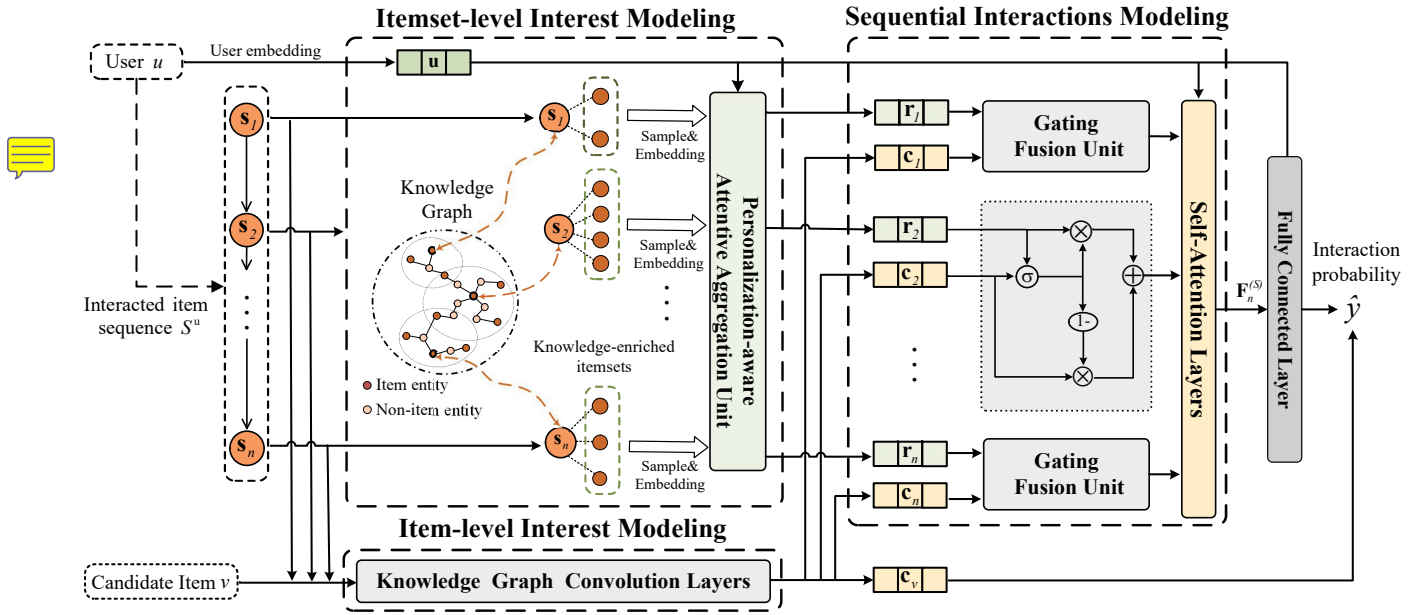 Itemset-level Interest Modeling
Sequential Interactions Modeling
User u
User embedding
u
s1
s2
sn
Interacted item
sequence S^u
Knowledge
Graph
Item entity
Non-item entity
s1
s2
sn
Knowledge-enriched
itemsets
Sample&
Embedding
Sample&
Embedding
Sample&
Embedding
Personalization-aware
Attentive Aggregation Unit
r1
c1
Gating
Fusion Unit
r2
c2
σ
1-
rn
cn
Gating
Fusion Unit
Self-Attention Layers
F_n^(S)
Fully Connected Layer
Interaction
probability
ŷ
Item-level Interest Modeling
Candidate Item v
Knowledge Graph Convolution Layers
cv